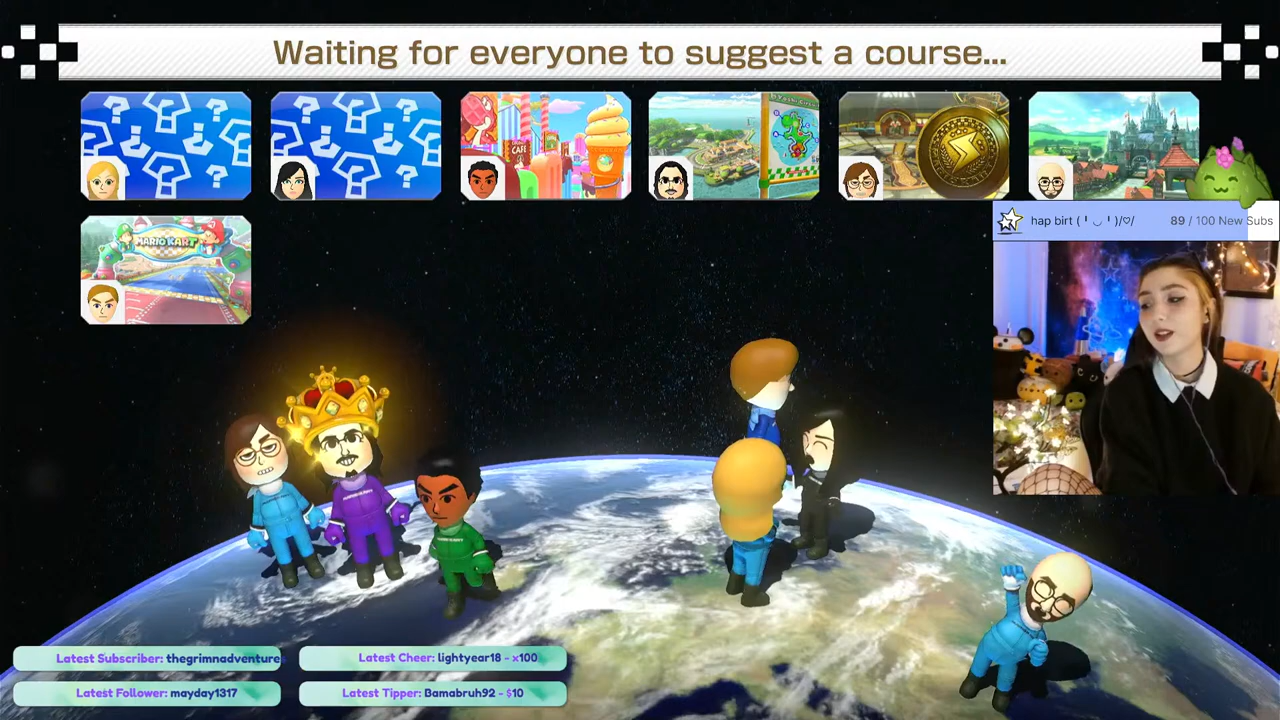 Waiting for everyone to suggest a course...
MARIO KART
hap birt ( ╹ ◡ ╹ )/♡/ 89 / 100 New Subs
Latest Subscriber: thegrimnadventure
Latest Cheer: lightyear18 - x100
Latest Follower: mayday1317
Latest Tipper: Bamabruh92 - $10